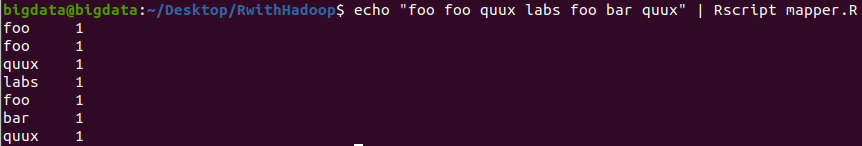 bigdata@bigdata:~/Desktop/RwithHadoop$ echo "foo foo quux labs foo bar quux" | Rscript mapper.R
foo     1
foo     1
quux    1
labs    1
foo     1
bar     1
quux    1